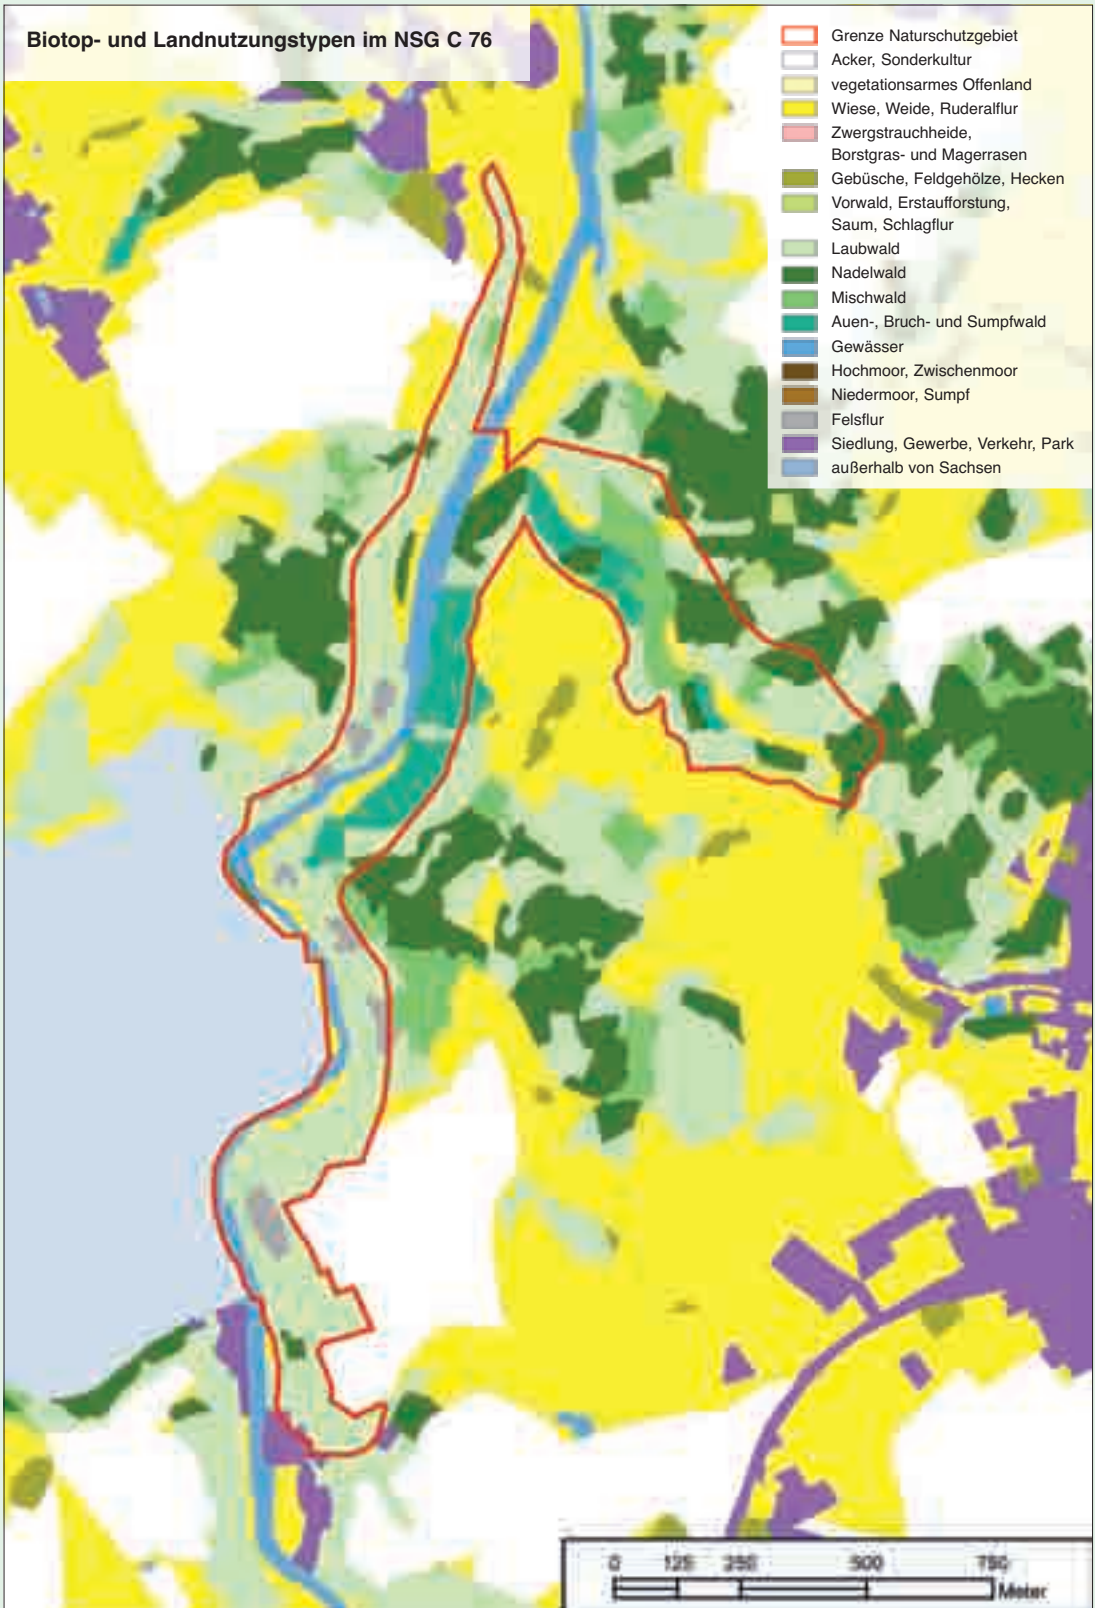 Biotop- und Landnutzungstypen im NSG C 76
Grenze Naturschutzgebiet
Acker, Sonderkultur
vegetationsarmes Offenland
Wiese, Weide, Ruderalflur
Zwergstrauchheide,
Borstgras- und Magerrasen
Gebüsche, Feldgehölze, Hecken
Vorwald, Erstaufforstung,
Saum, Schlagflur
Laubwald
Nadelwald
Mischwald
Auen-, Bruch- und Sumpfwald
Gewässer
Hochmoor, Zwischenmoor
Niedermoor, Sumpf
Felsflur
Siedlung, Gewerbe, Verkehr, Park
außerhalb von Sachsen
0 125 250 500 750
Meter